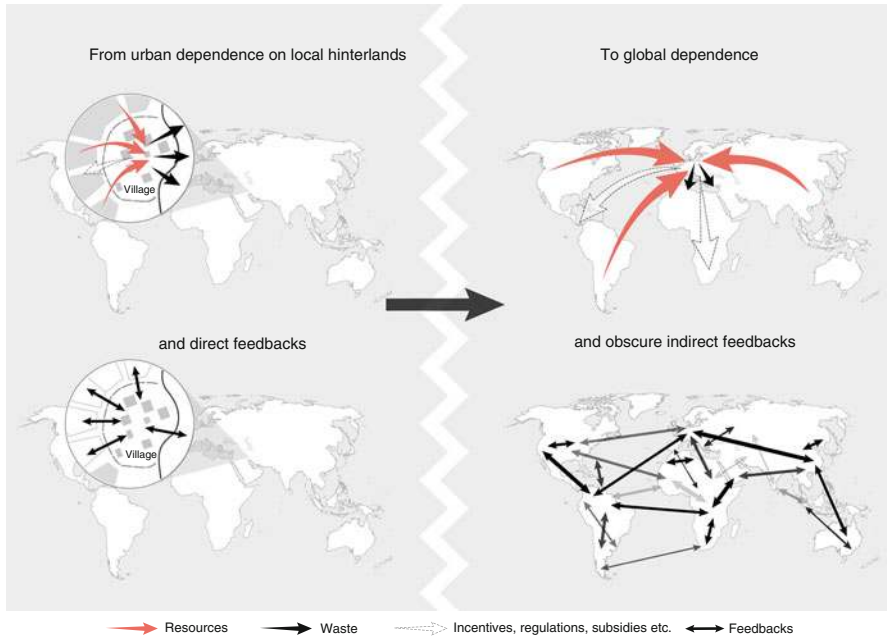 From urban dependence on local hinterlands
To global dependence
Village
and direct feedbacks
and obscure indirect feedbacks
Village
Resources
Waste
Incentives, regulations, subsidies etc.
Feedbacks